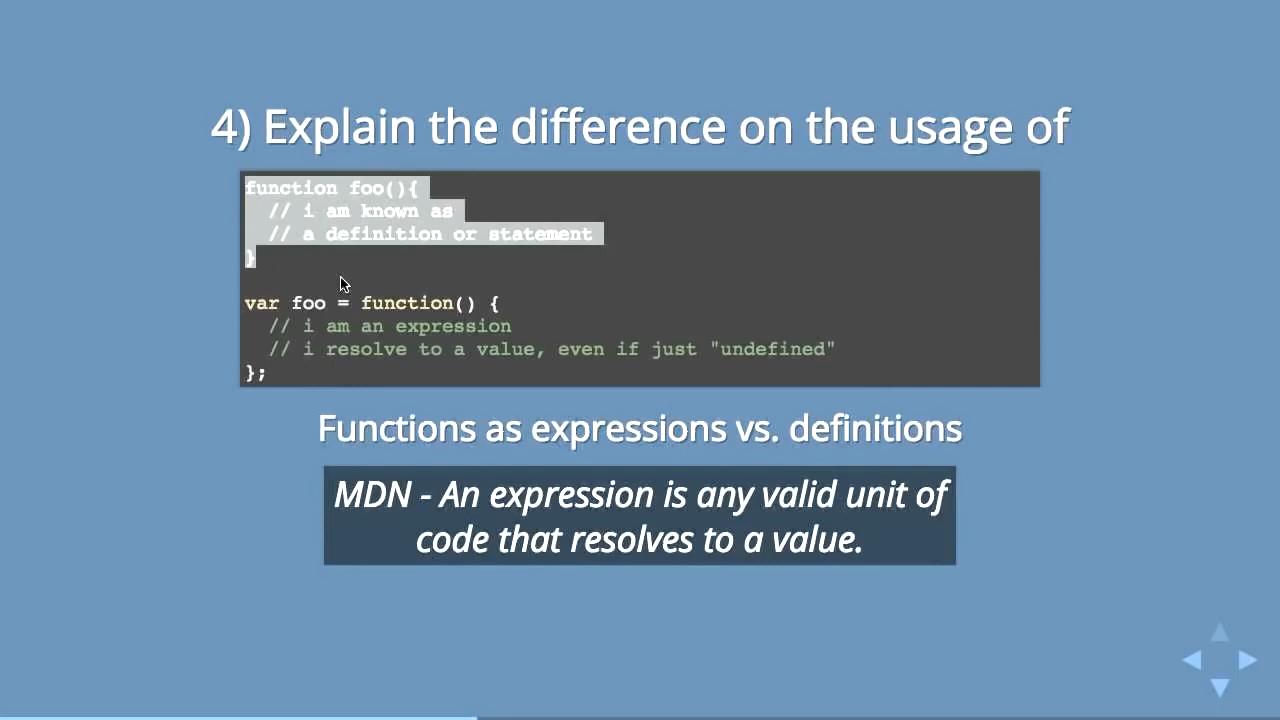 4) Explain the difference on the usage of
function foo(){
  // i am known as
  // a definition or statement
}
var foo = function() {
  // i am an expression
  // i resolve to a value, even if just "undefined"
};
Functions as expressions vs. definitions
MDN - An expression is any valid unit of
code that resolves to a value.